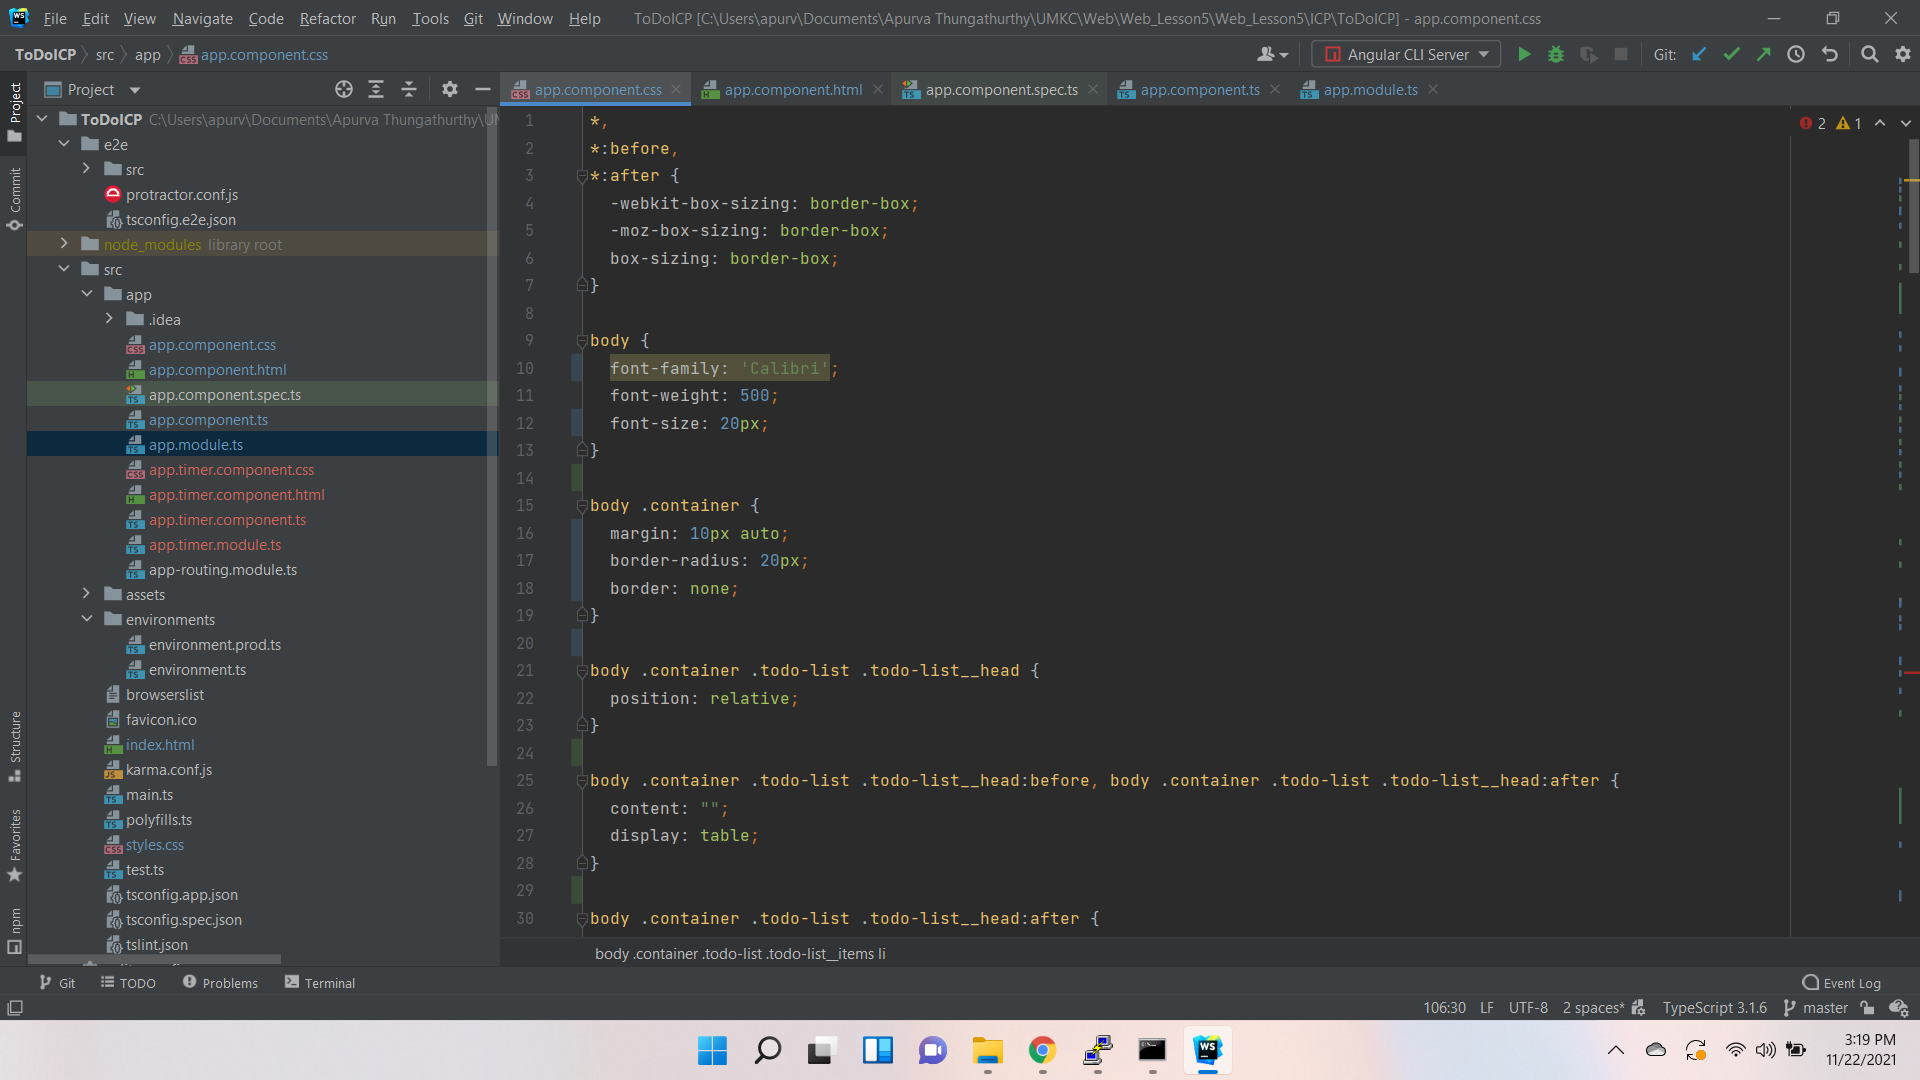 File Edit View Navigate Code Refactor Run Tools Git Window Help ToDoICP [C:\Users\apurv\Documents\Apurva Thungathurthy\UMKC\Web\Web_Lesson5\Web_Lesson5\ICP\ToDoICP] - app.component.css
ToDoICP src app app.component.css Angular CLI Server Git:
Project
app.component.css app.component.html app.component.spec.ts app.component.ts app.module.ts
Project
Commit
Structure
Favorites
npm
ToDoICP C:\Users\apurv\Documents\Apurva Thungathurthy\U
e2e
src
protractor.conf.js
tsconfig.e2e.json
node_modules library root
src
app
.idea
app.component.css
app.component.html
app.component.spec.ts
app.component.ts
app.module.ts
app.timer.component.css
app.timer.component.html
app.timer.component.ts
app.timer.module.ts
app-routing.module.ts
assets
environments
environment.prod.ts
environment.ts
browserslist
favicon.ico
index.html
karma.conf.js
main.ts
polyfills.ts
styles.css
test.ts
tsconfig.app.json
tsconfig.spec.json
tslint.json
2 1
1 *,
2 *:before,
3 *:after {
4 -webkit-box-sizing: border-box;
5 -moz-box-sizing: border-box;
6 box-sizing: border-box;
7 }
8
9 body {
10 font-family: 'Calibri';
11 font-weight: 500;
12 font-size: 20px;
13 }
14
15 body .container {
16 margin: 10px auto;
17 border-radius: 20px;
18 border: none;
19 }
20
21 body .container .todo-list .todo-list__head {
22 position: relative;
23 }
24
25 body .container .todo-list .todo-list__head:before, body .container .todo-list .todo-list__head:after {
26 content: "";
27 display: table;
28 }
29
30 body .container .todo-list .todo-list__head:after {
body .container .todo-list .todo-list__items li
Git TODO Problems Terminal Event Log
106:30 LF UTF-8 2 spaces* TypeScript 3.1.6 master
3:19 PM
11/22/2021